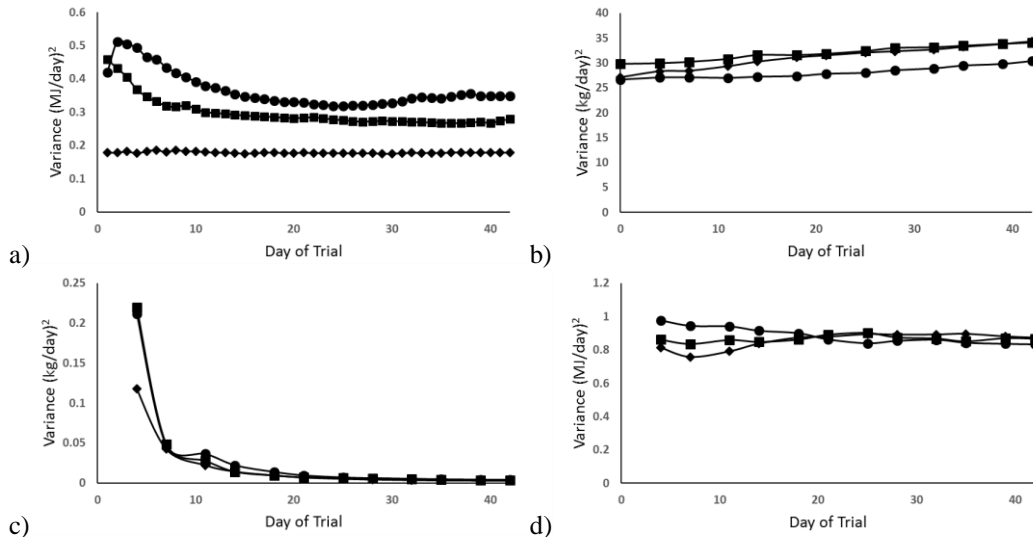 0.6
0.5
0.4
0.3
0.2
0.1
0
0 10 20 30 40
Variance (MJ/day)²
Day of Trial
a)
40
35
30
25
20
15
10
5
0
0 10 20 30 40
Variance (kg/day)²
Day of Trial
b)
0.25
0.2
0.15
0.1
0.05
0
0 10 20 30 40
Variance (kg/day)²
Day of Trial
c)
1.2
1
0.8
0.6
0.4
0.2
0
0 10 20 30 40
Variance (MJ/day)²
Day of Trial
d)